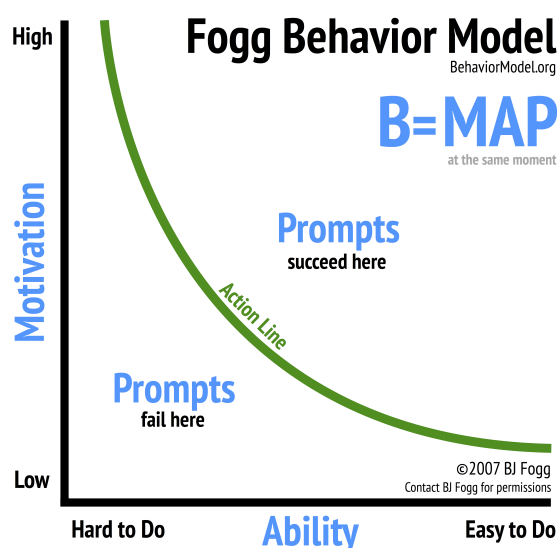 High
Fogg Behavior Model
BehaviorModel.org
B=MAP
at the same moment
Motivation
Prompts
succeed here
Action Line
Prompts
fail here
Low
©2007 BJ Fogg
Contact BJ Fogg for permissions
Hard to Do
Ability
Easy to Do